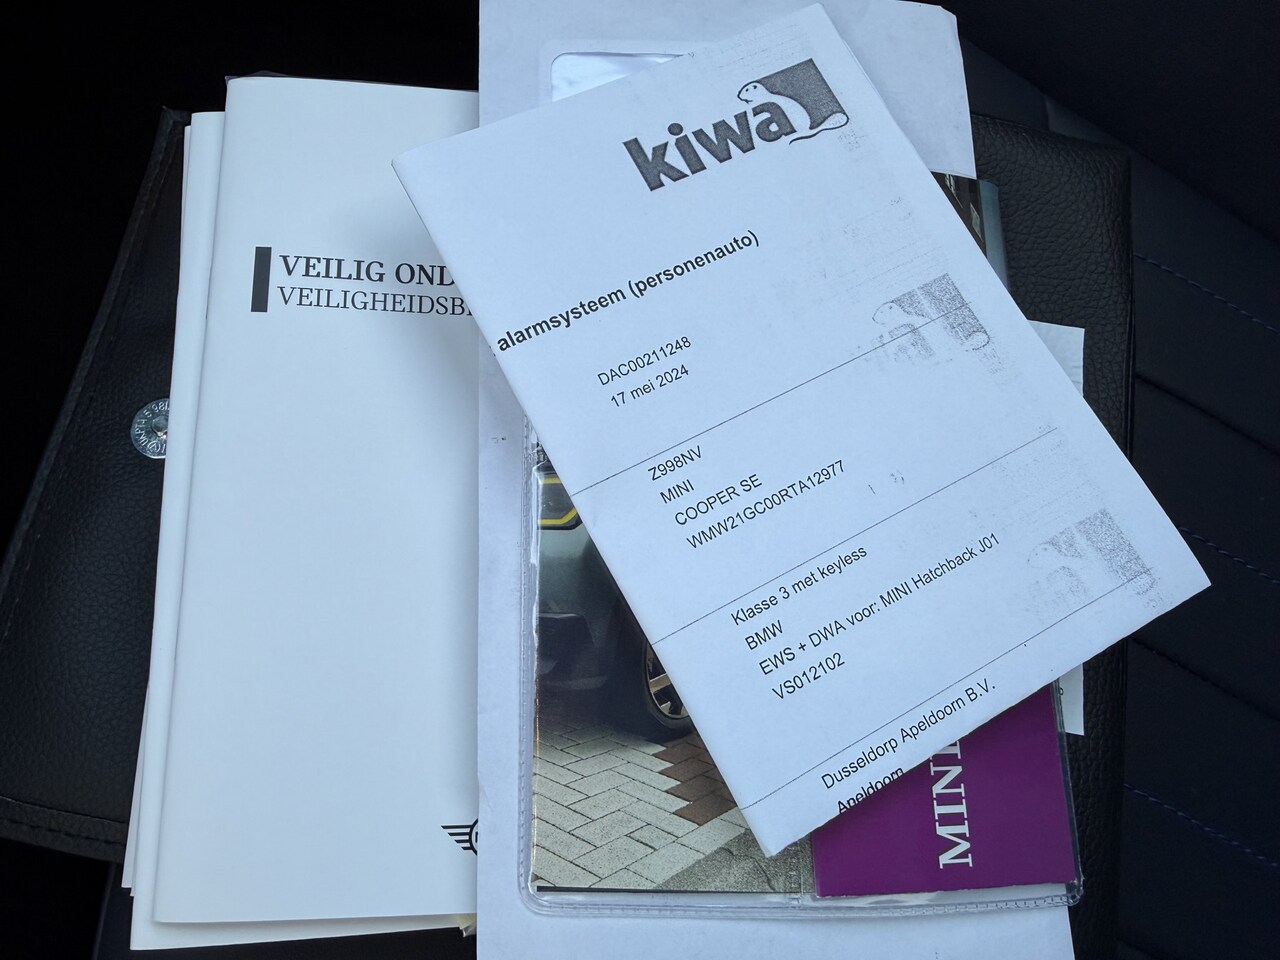 kiwa
alarmsysteem (personenauto)
DAC00211248
17 mei 2024
Z998NV
MINI
COOPER SE
WMW21GC00RTA12977
Klasse 3 met keyless
BMW
EWS + DWA voor: MINI Hatchback J01
VS012102
Dusseldorp Apeldoorn B.V.
Apeldoorn
VEILIG OND
VEILIGHEIDSB
MINI